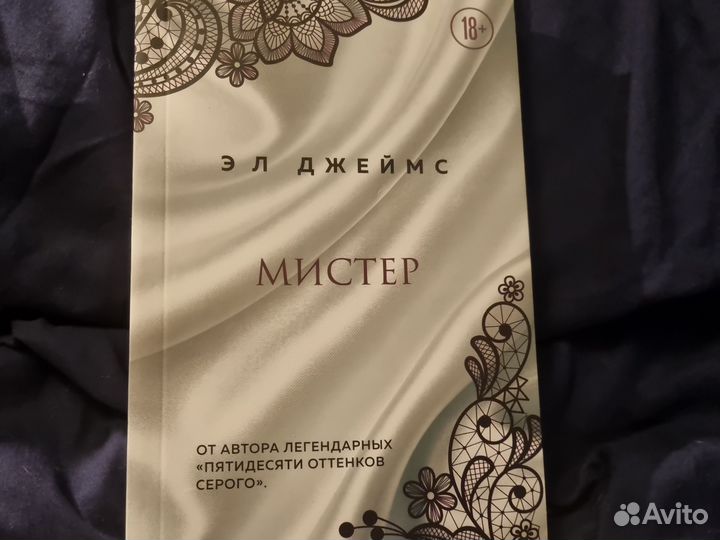 18+
ЭЛ ДЖЕЙМС
МИСТЕР
ОТ АВТОРА ЛЕГЕНДАРНЫХ
«ПЯТИДЕСЯТИ ОТТЕНКОВ
СЕРОГО».
Avito